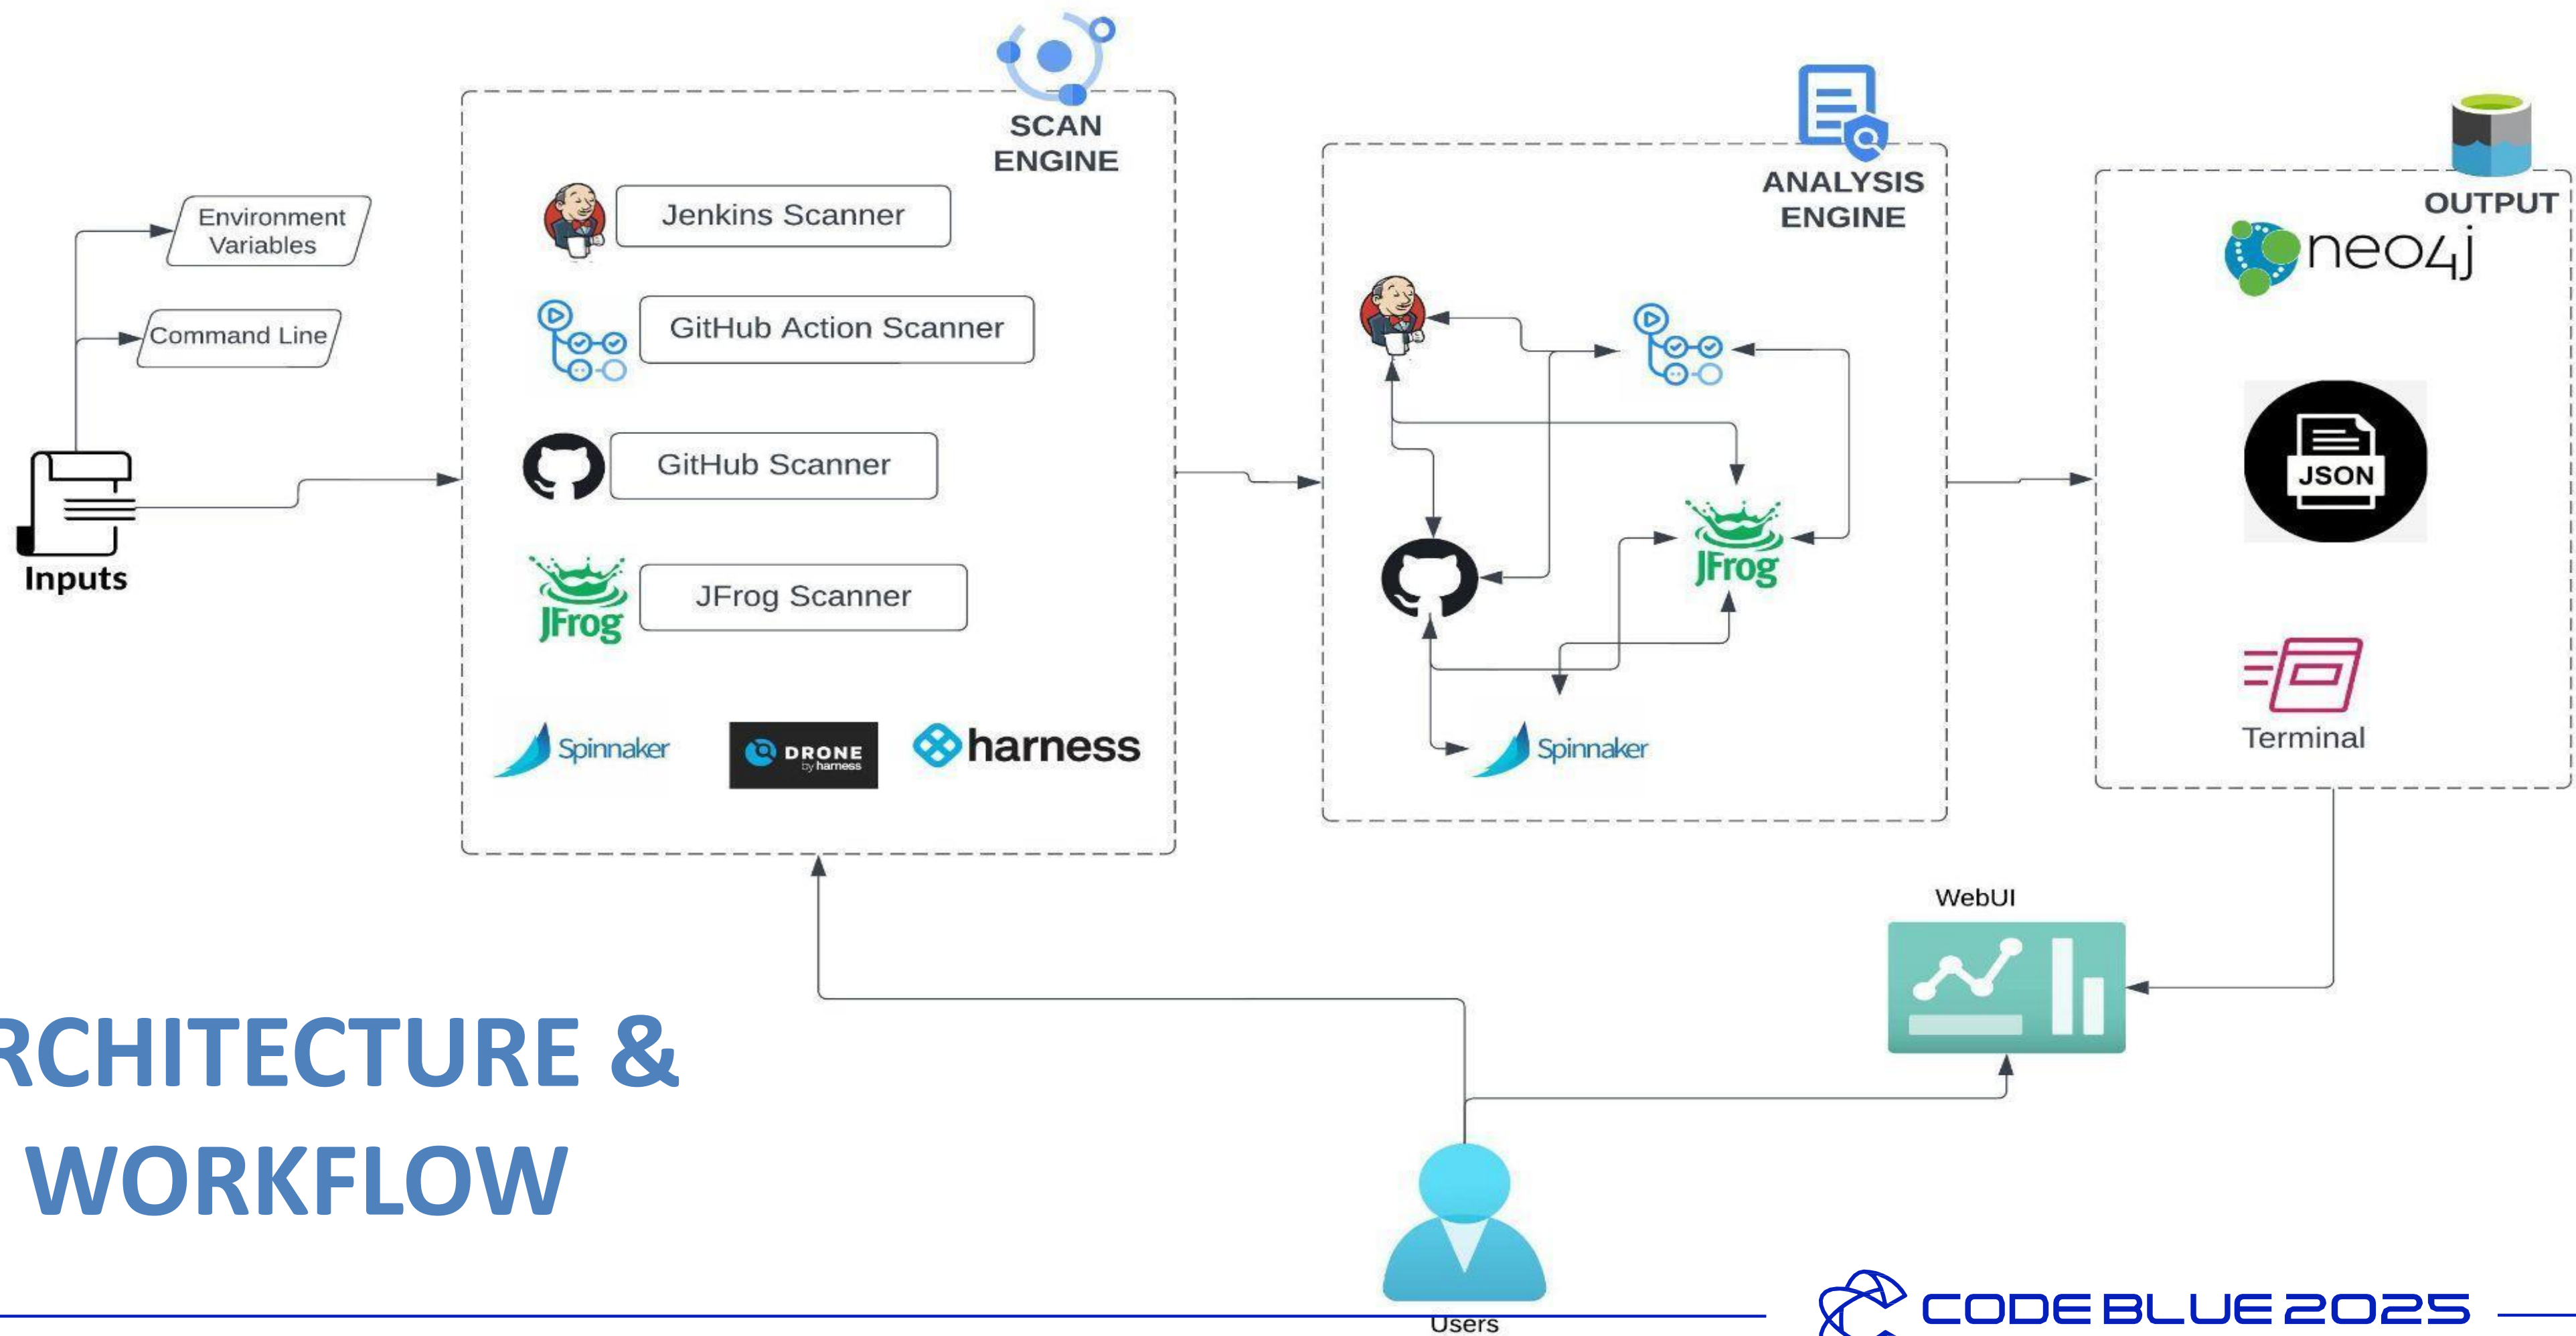 SCAN
ENGINE
Jenkins Scanner
GitHub Action Scanner
GitHub Scanner
JFrog
JFrog Scanner
Spinnaker
DRONE
by harness
harness
Environment
Variables
Command Line
Inputs
ANALYSIS
ENGINE
JFrog
Spinnaker
OUTPUT
neo4j
JSON
Terminal
WebUI
Users
RCHITECTURE &
WORKFLOW
CODE BLUE 2025